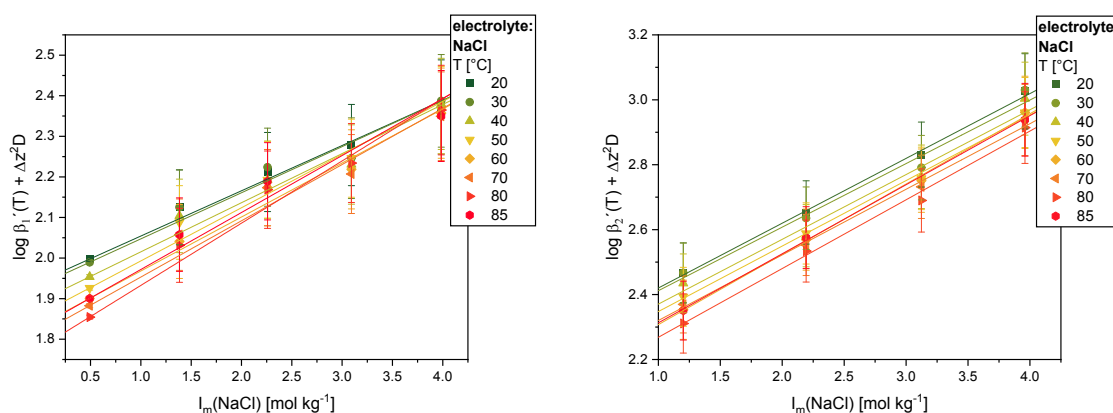 log β₁´(T) + Δz²D
2.5
2.4
2.3
2.2
2.1
2.0
1.9
1.8
0.5 1.0 1.5 2.0 2.5 3.0 3.5 4.0
Iₘ(NaCl) [mol kg⁻¹]
electrolyte:
NaCl
T [°C]
20
30
40
50
60
70
80
85
log β₂´(T) + Δz²D
3.2
3.0
2.8
2.6
2.4
2.2
1.0 1.5 2.0 2.5 3.0 3.5 4.0
Iₘ(NaCl) [mol kg⁻¹]
electrolyte
NaCl
T [°C]
20
30
40
50
60
70
80
85